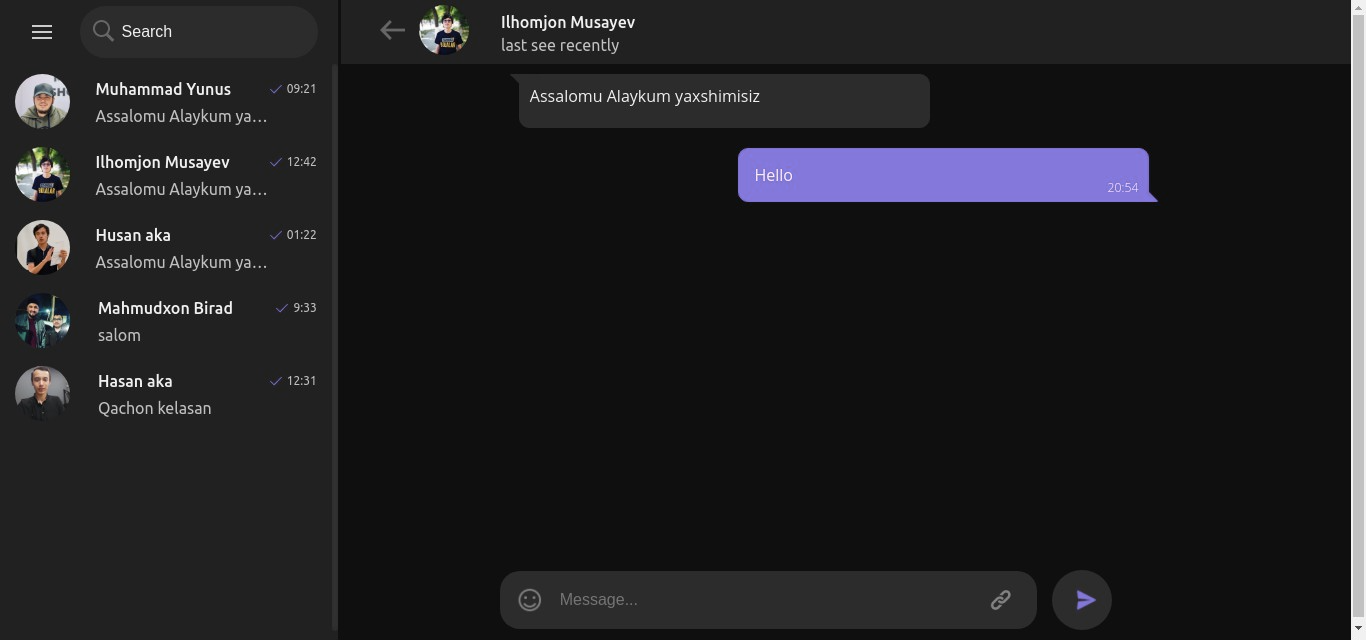 Search
Muhammad Yunus 09:21
Assalomu Alaykum ya...
Ilhomjon Musayev 12:42
Assalomu Alaykum ya...
Husan aka 01:22
Assalomu Alaykum ya...
Mahmudxon Birad 9:33
salom
Hasan aka 12:31
Qachon kelasan
Ilhomjon Musayev
last see recently
Assalomu Alaykum yaxshimisiz
Hello
20:54
Message...